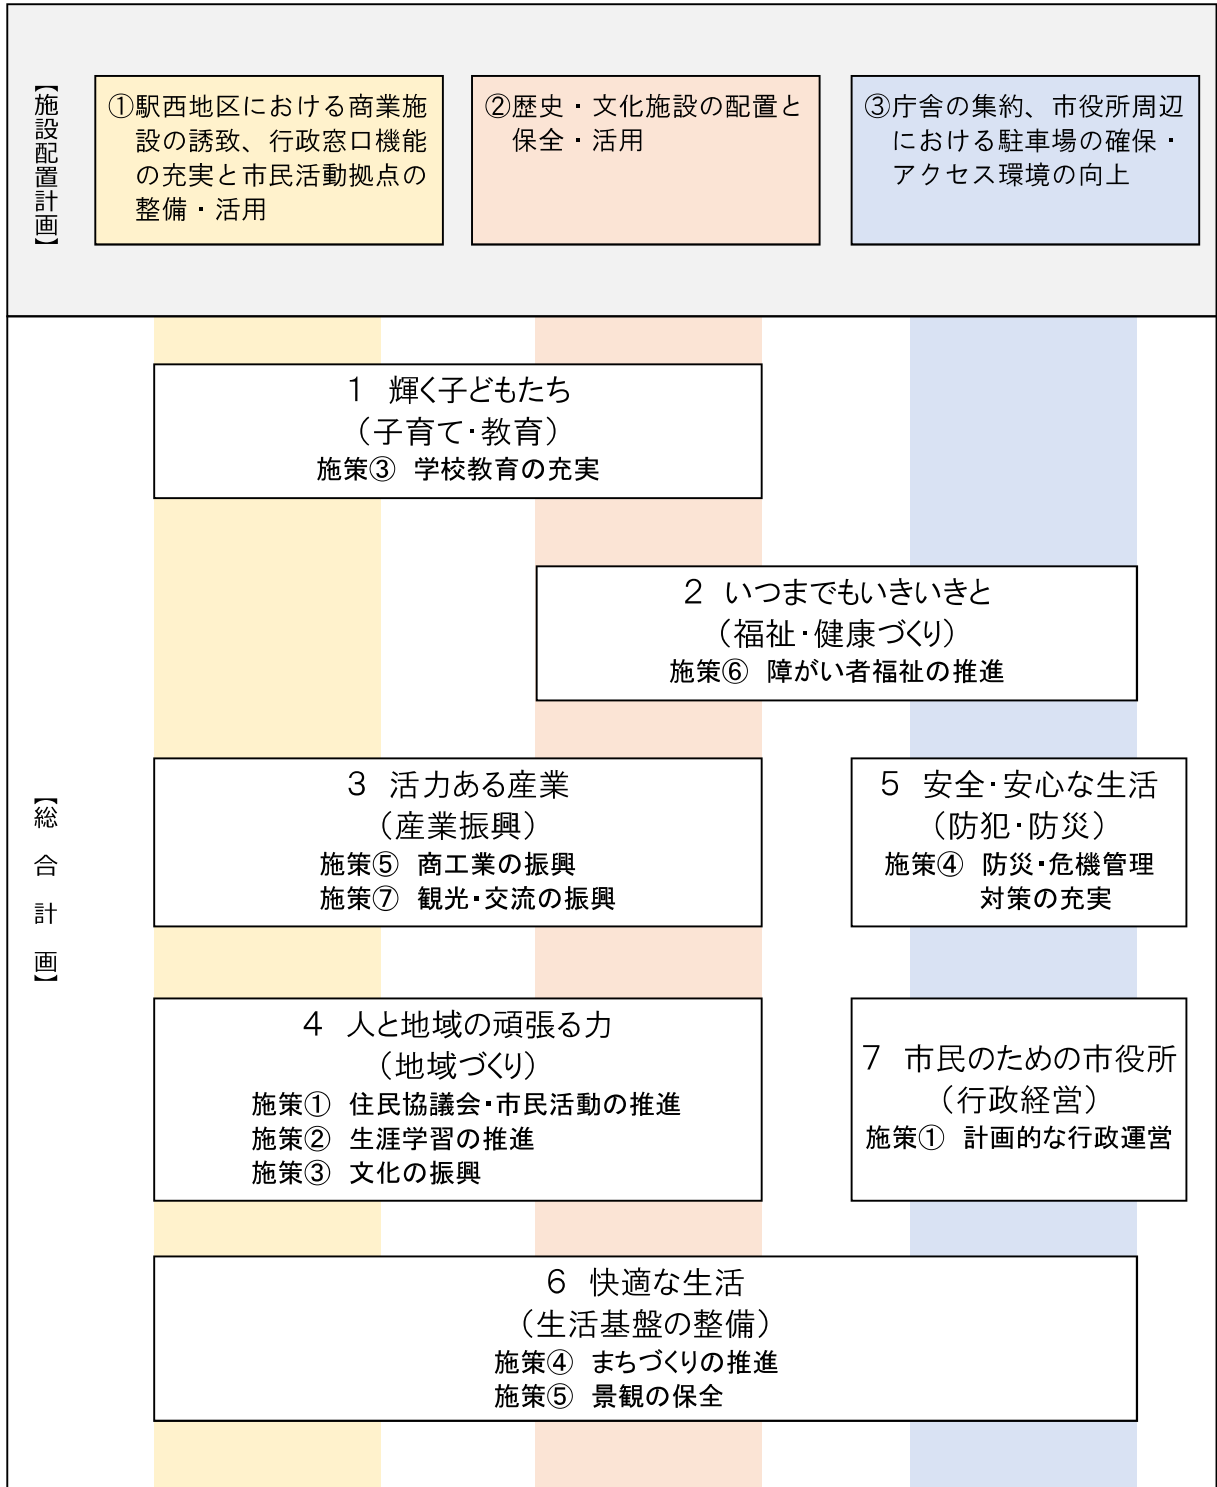 【施設配置計画】
①駅西地区における商業施
設の誘致、行政窓口機能
の充実と市民活動拠点の
整備・活用
②歴史・文化施設の配置と
保全・活用
③庁舎の集約、市役所周辺
における駐車場の確保・
アクセス環境の向上
【総合計画】
1 輝く子どもたち
（子育て・教育）
施策③ 学校教育の充実
2 いつまでもいきいきと
（福祉・健康づくり）
施策⑥ 障がい者福祉の推進
3 活力ある産業
（産業振興）
施策⑤ 商工業の振興
施策⑦ 観光・交流の振興
5 安全・安心な生活
（防犯・防災）
施策④ 防災・危機管理
対策の充実
4 人と地域の頑張る力
（地域づくり）
施策① 住民協議会・市民活動の推進
施策② 生涯学習の推進
施策③ 文化の振興
7 市民のための市役所
（行政経営）
施策① 計画的な行政運営
6 快適な生活
（生活基盤の整備）
施策④ まちづくりの推進
施策⑤ 景観の保全